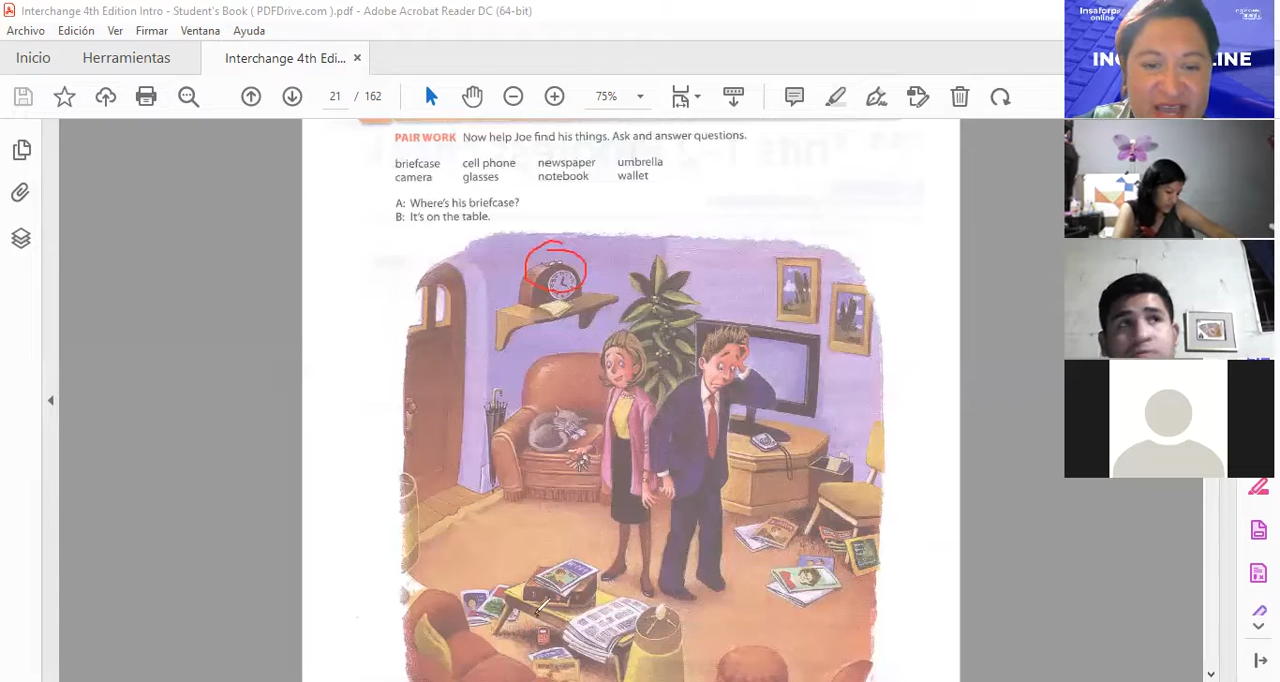 Interchange 4th Edition Intro - Student's Book ( PDFDrive.com ).pdf - Adobe Acrobat Reader DC (64-bit)
Archivo Edición Ver Firmar Ventana Ayuda
Inicio Herramientas Interchange 4th Edi... ×
21 / 162 75%
Insaforp
online
PAIR WORK Now help Joe find his things. Ask and answer questions.
briefcase cell phone newspaper umbrella
camera glasses notebook wallet
A: Where's his briefcase?
B: It's on the table.